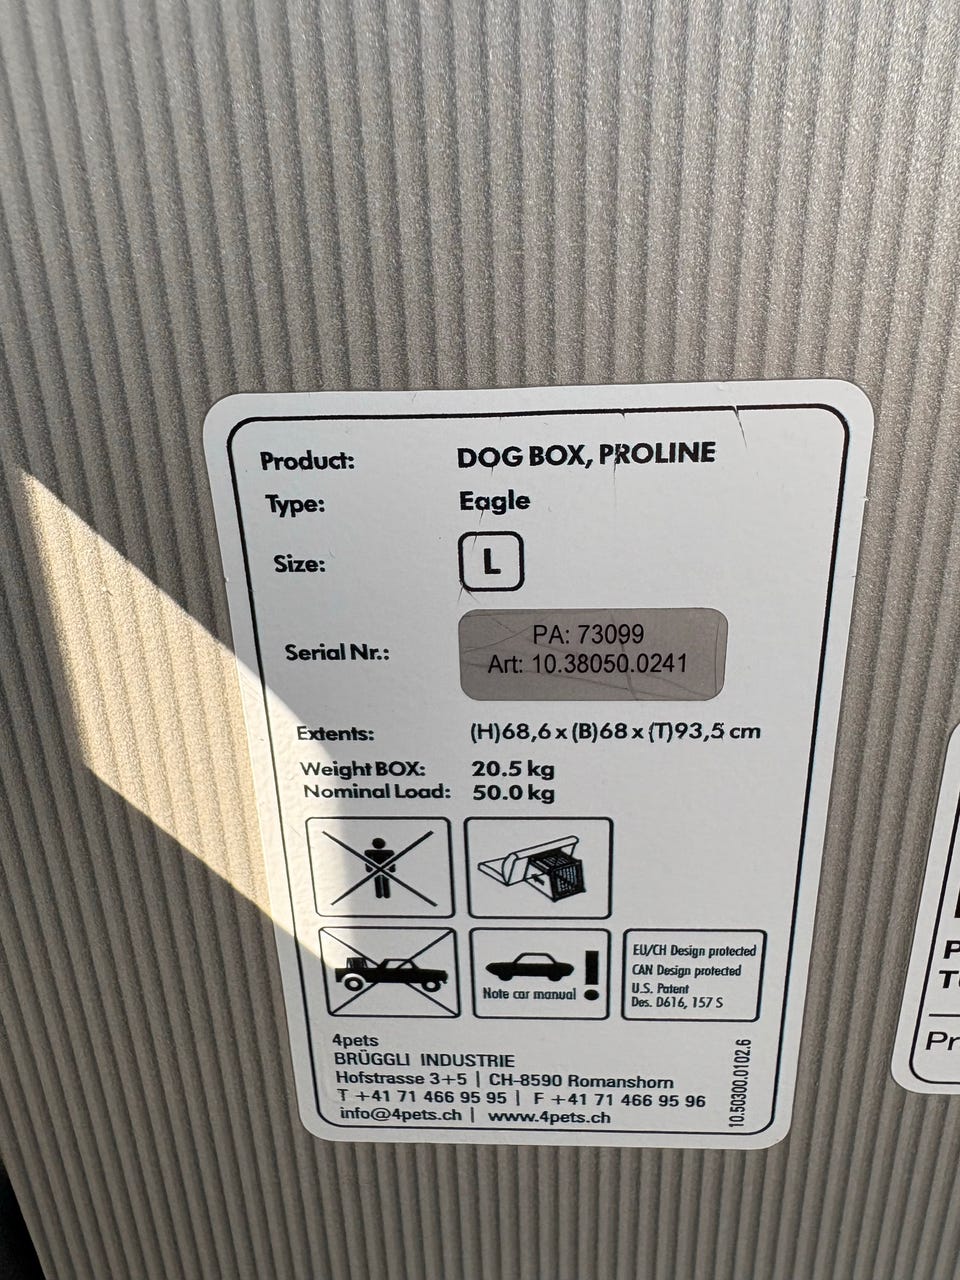 Product: DOG BOX, PROLINE
Type: Eagle
Size: L
Serial Nr.: PA: 73099
Art: 10.38050.0241
Extents: (H)68,6 x (B)68 x (T)93,5 cm
Weight BOX: 20.5 kg
Nominal Load: 50.0 kg
Note car manual
EU/CH Design protected
CAN Design protected
U.S. Patent
Des. D616, 157 S
4pets
BRÜGGLI INDUSTRIE
Hofstrasse 3+5 | CH-8590 Romanshorn
T +41 71 466 95 95 | F +41 71 466 95 96
info@4pets.ch | www.4pets.ch
10.50300.0102.6